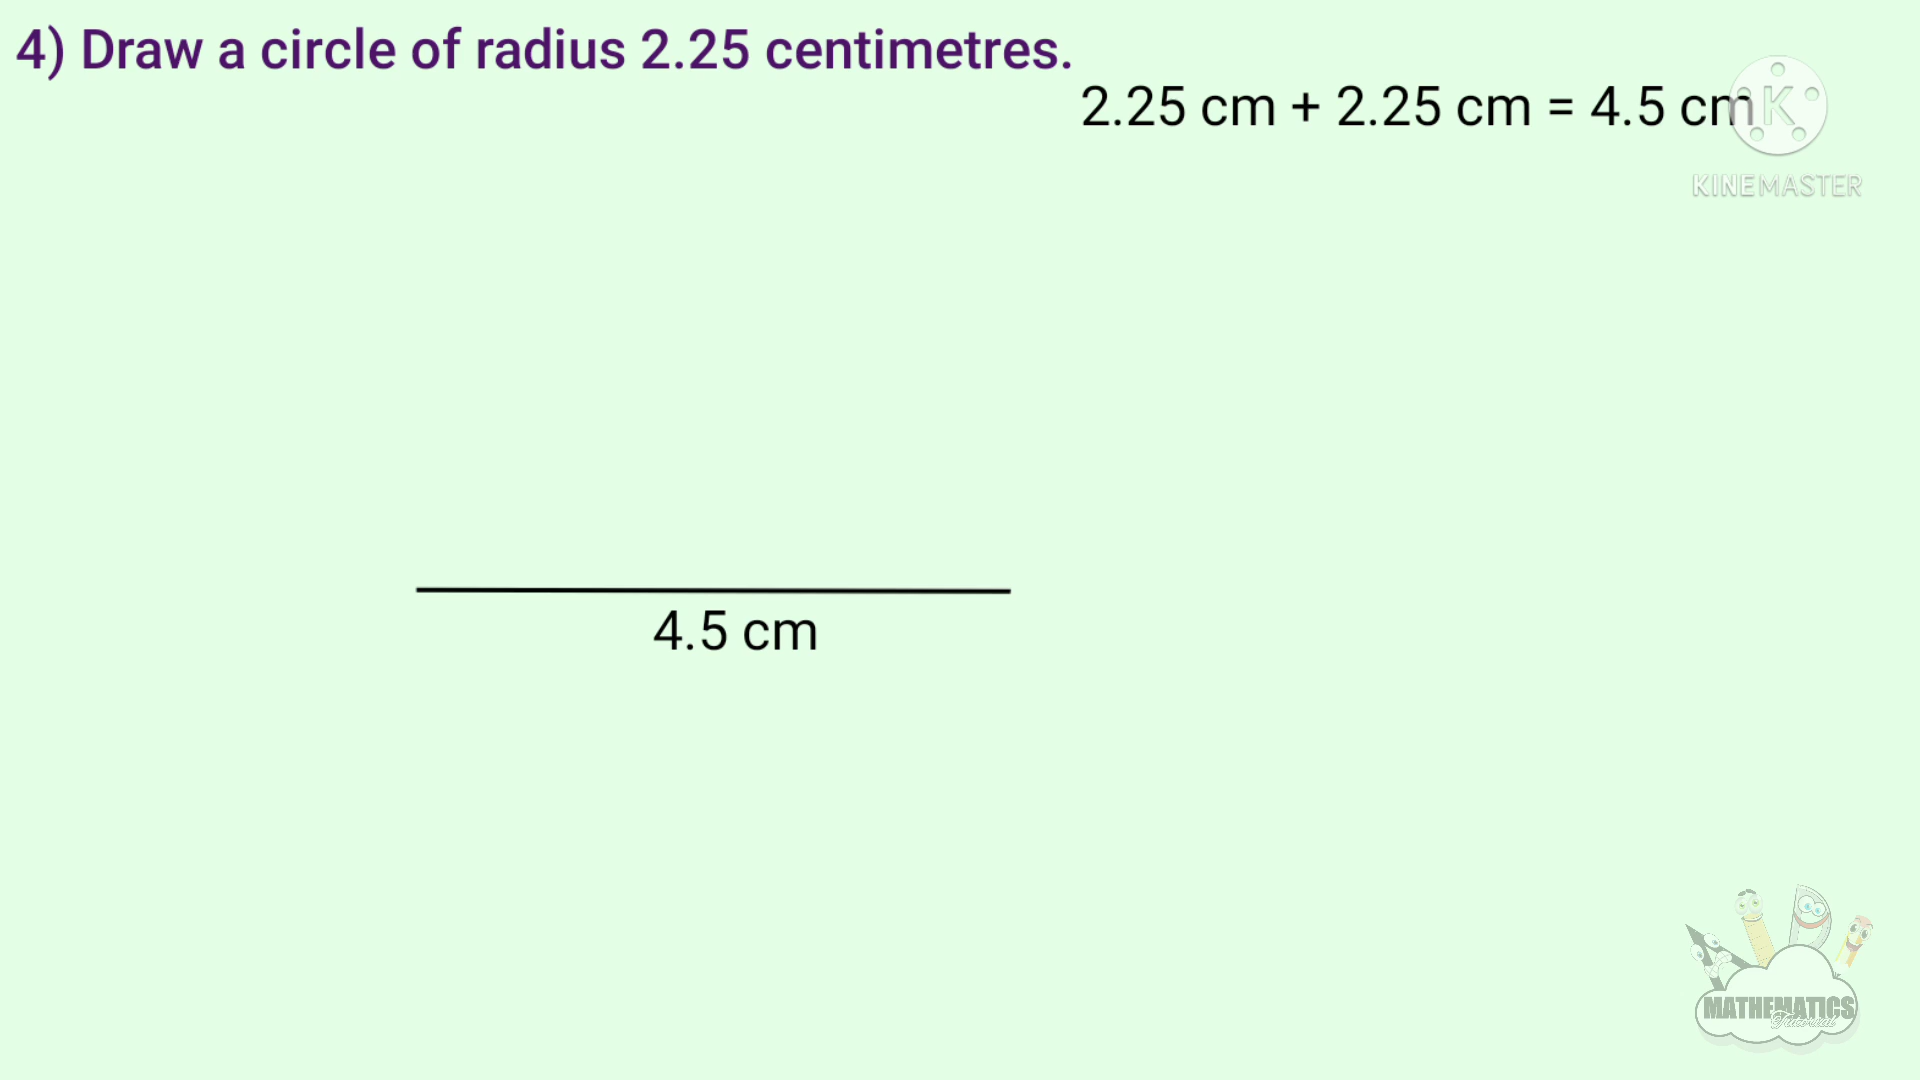 4) Draw a circle of radius 2.25 centimetres.
2.25 cm + 2.25 cm = 4.5 cm
K
KINEMASTER
4.5 cm
MATHEMATICS
Tutorial